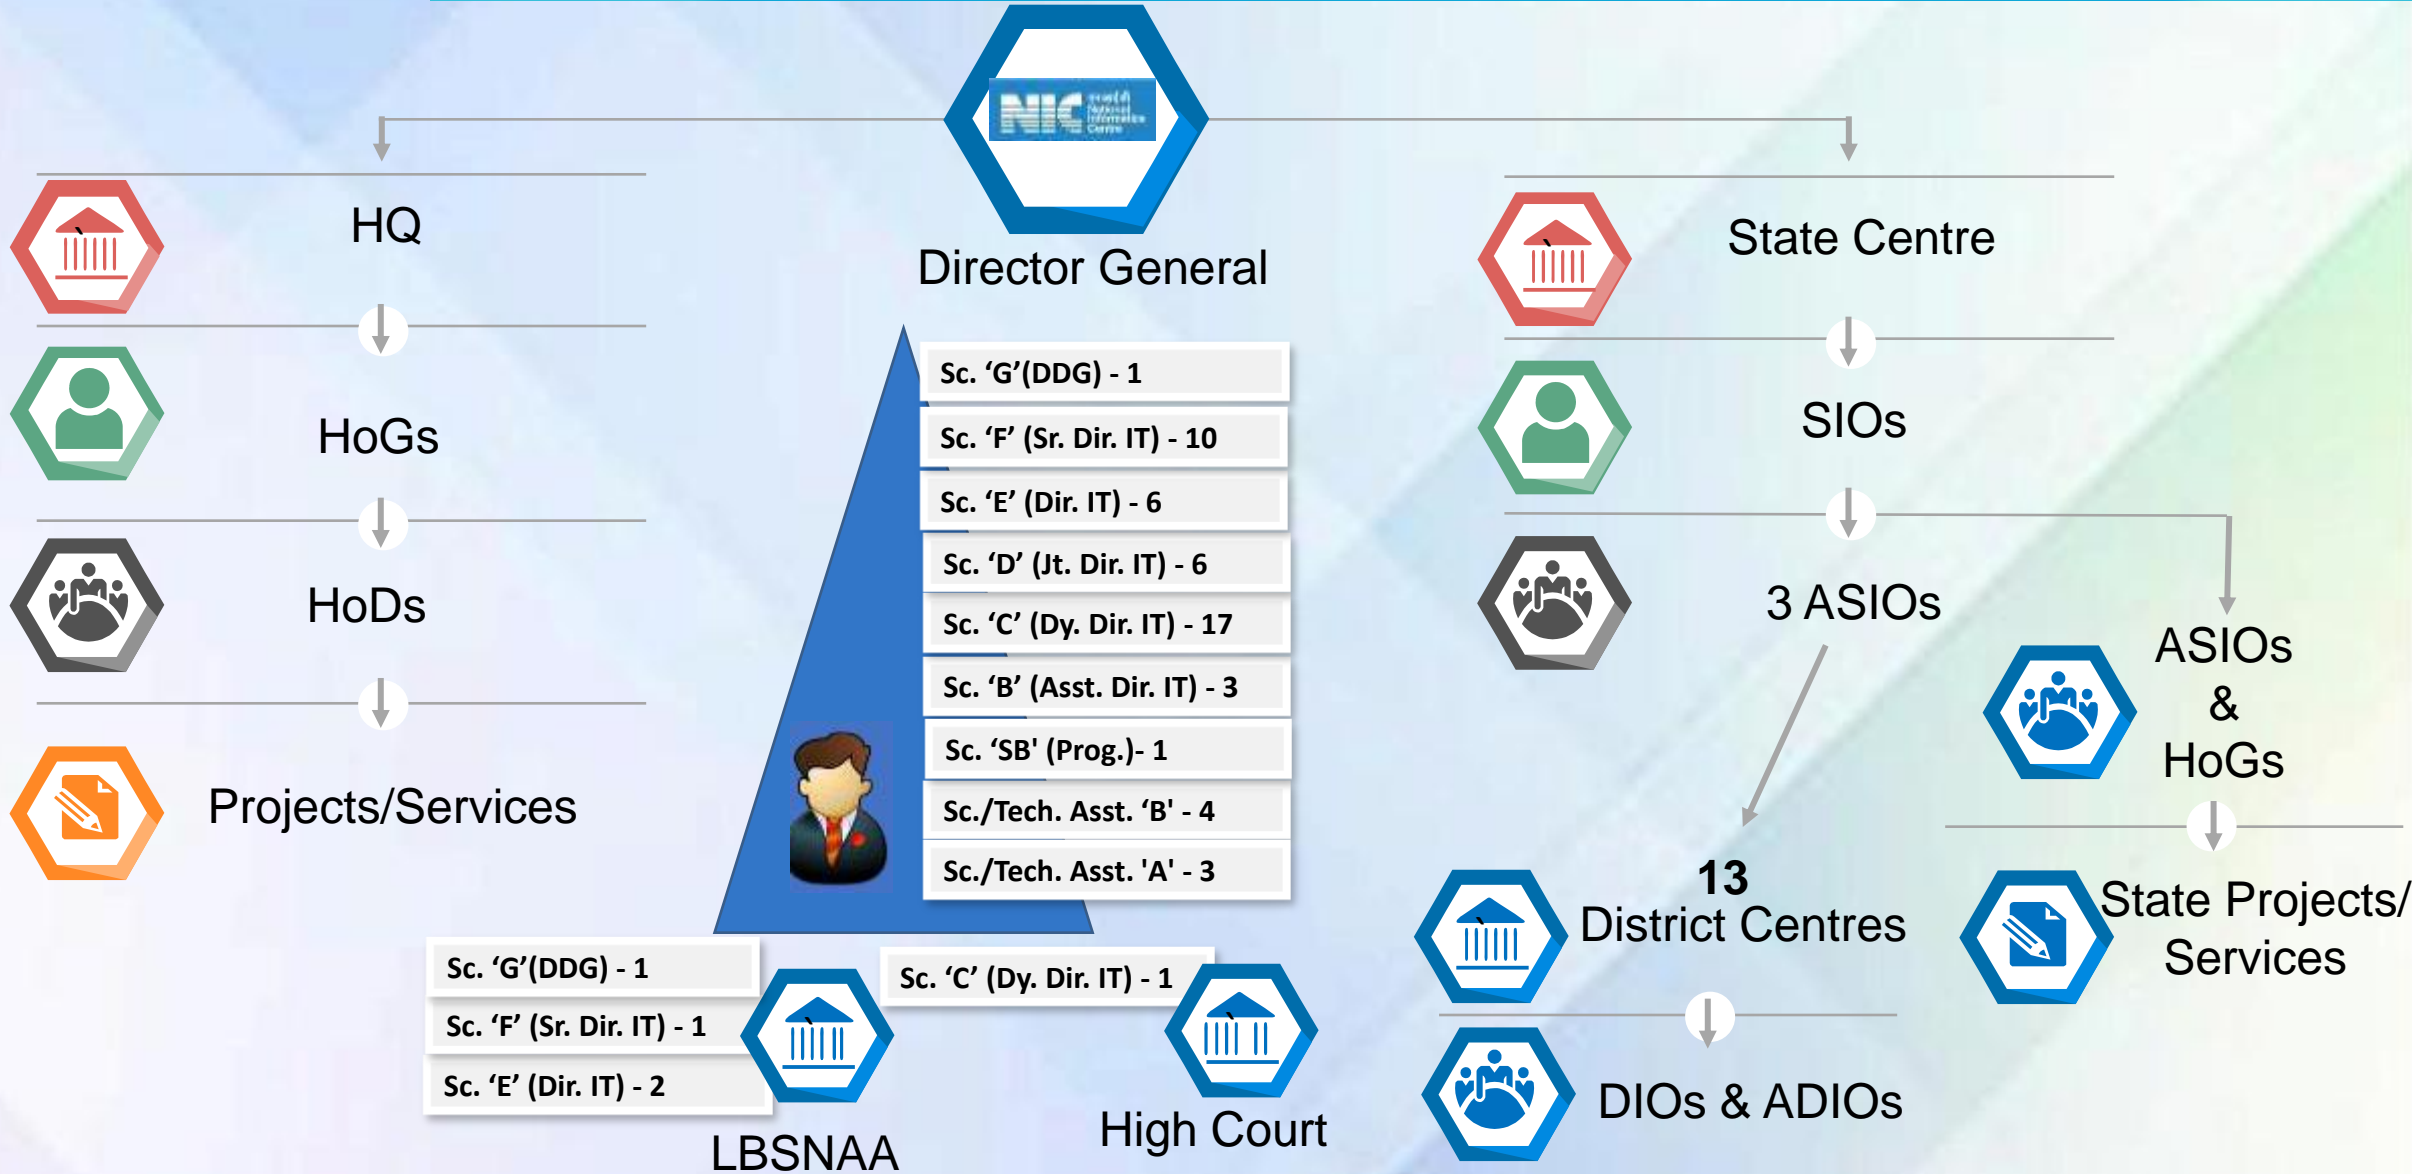 NIC
एनआईसी
National
Informatics
Centre
Director General
HQ
HoGs
HoDs
Projects/Services
Sc. ‘G’(DDG) - 1
Sc. ‘F’ (Sr. Dir. IT) - 10
Sc. ‘E’ (Dir. IT) - 6
Sc. ‘D’ (Jt. Dir. IT) - 6
Sc. ‘C’ (Dy. Dir. IT) - 17
Sc. ‘B’ (Asst. Dir. IT) - 3
Sc. ‘SB' (Prog.)- 1
Sc./Tech. Asst. ‘B' - 4
Sc./Tech. Asst. 'A' - 3
Sc. ‘G’(DDG) - 1
Sc. ‘F’ (Sr. Dir. IT) - 1
Sc. ‘E’ (Dir. IT) - 2
LBSNAA
Sc. ‘C’ (Dy. Dir. IT) - 1
High Court
State Centre
SIOs
3 ASIOs
13
District Centres
DIOs & ADIOs
ASIOs
&
HoGs
State Projects/
Services